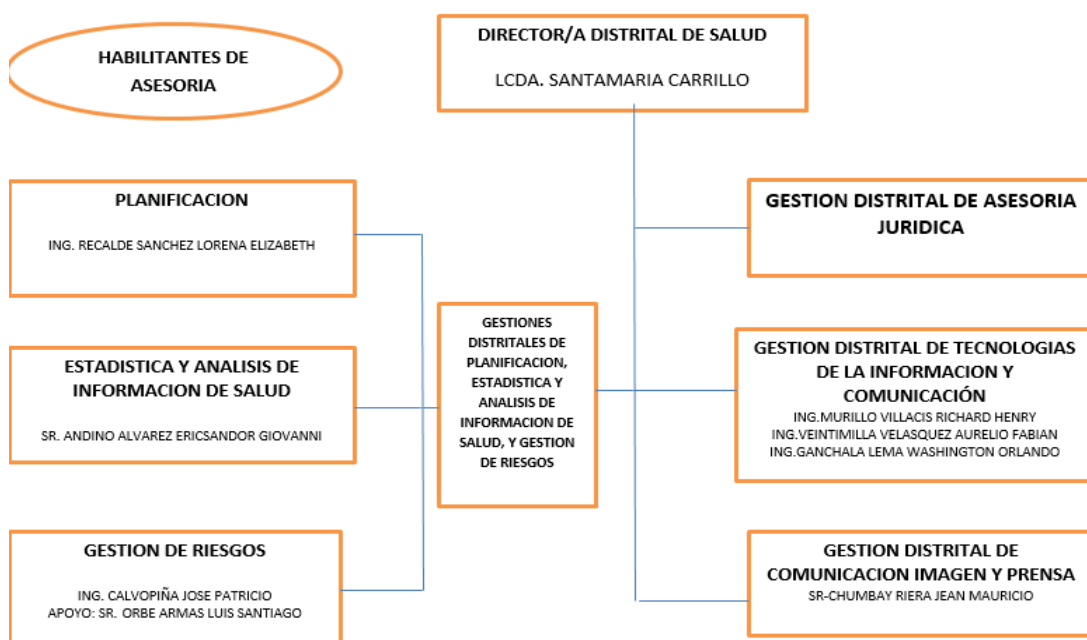 HABILITANTES DE
ASESORIA
DIRECTOR/A DISTRITAL DE SALUD
LCDA. SANTAMARIA CARRILLO
PLANIFICACION
ING. RECALDE SANCHEZ LORENA ELIZABETH
ESTADISTICA Y ANALISIS DE
INFORMACION DE SALUD
SR. ANDINO ALVAREZ ERICSANDOR GIOVANNI
GESTION DE RIESGOS
ING. CALVOPIÑA JOSE PATRICIO
APOYO: SR. ORBE ARMAS LUIS SANTIAGO
GESTIONES
DISTRITALES DE
PLANIFICACION,
ESTADISTICA Y
ANALISIS DE
INFORMACION DE
SALUD, Y GESTION
DE RIESGOS
GESTION DISTRITAL DE ASESORIA
JURIDICA
GESTION DISTRITAL DE TECNOLOGIAS
DE LA INFORMACION Y
COMUNICACIÓN
ING.MURILLO VILLACIS RICHARD HENRY
ING.VEINTIMILLA VELASQUEZ AURELIO FABIAN
ING.GANCHALA LEMA WASHINGTON ORLANDO
GESTION DISTRITAL DE
COMUNICACION IMAGEN Y PRENSA
SR-CHUMBAY RIERA JEAN MAURICIO